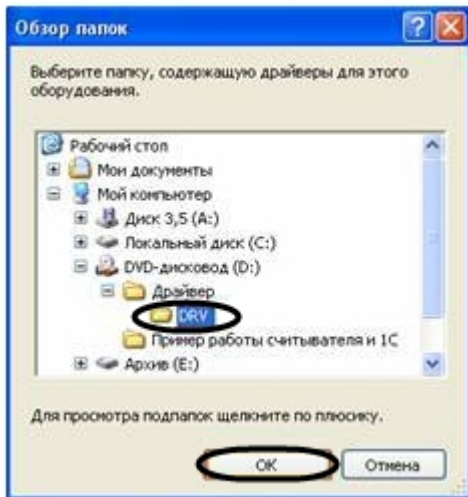 Обзор папок
Выберите папку, содержащую драйверы для этого
оборудования.
Рабочий стол
Мои документы
Мой компьютер
Диск 3,5 (A:)
Локальный диск (C:)
DVD-дисковод (D:)
Драйвер
DRV
Пример работы считывателя и 1С
Архив (E:)
Для просмотра подпапок щелкните по плюсику.
ОК Отмена